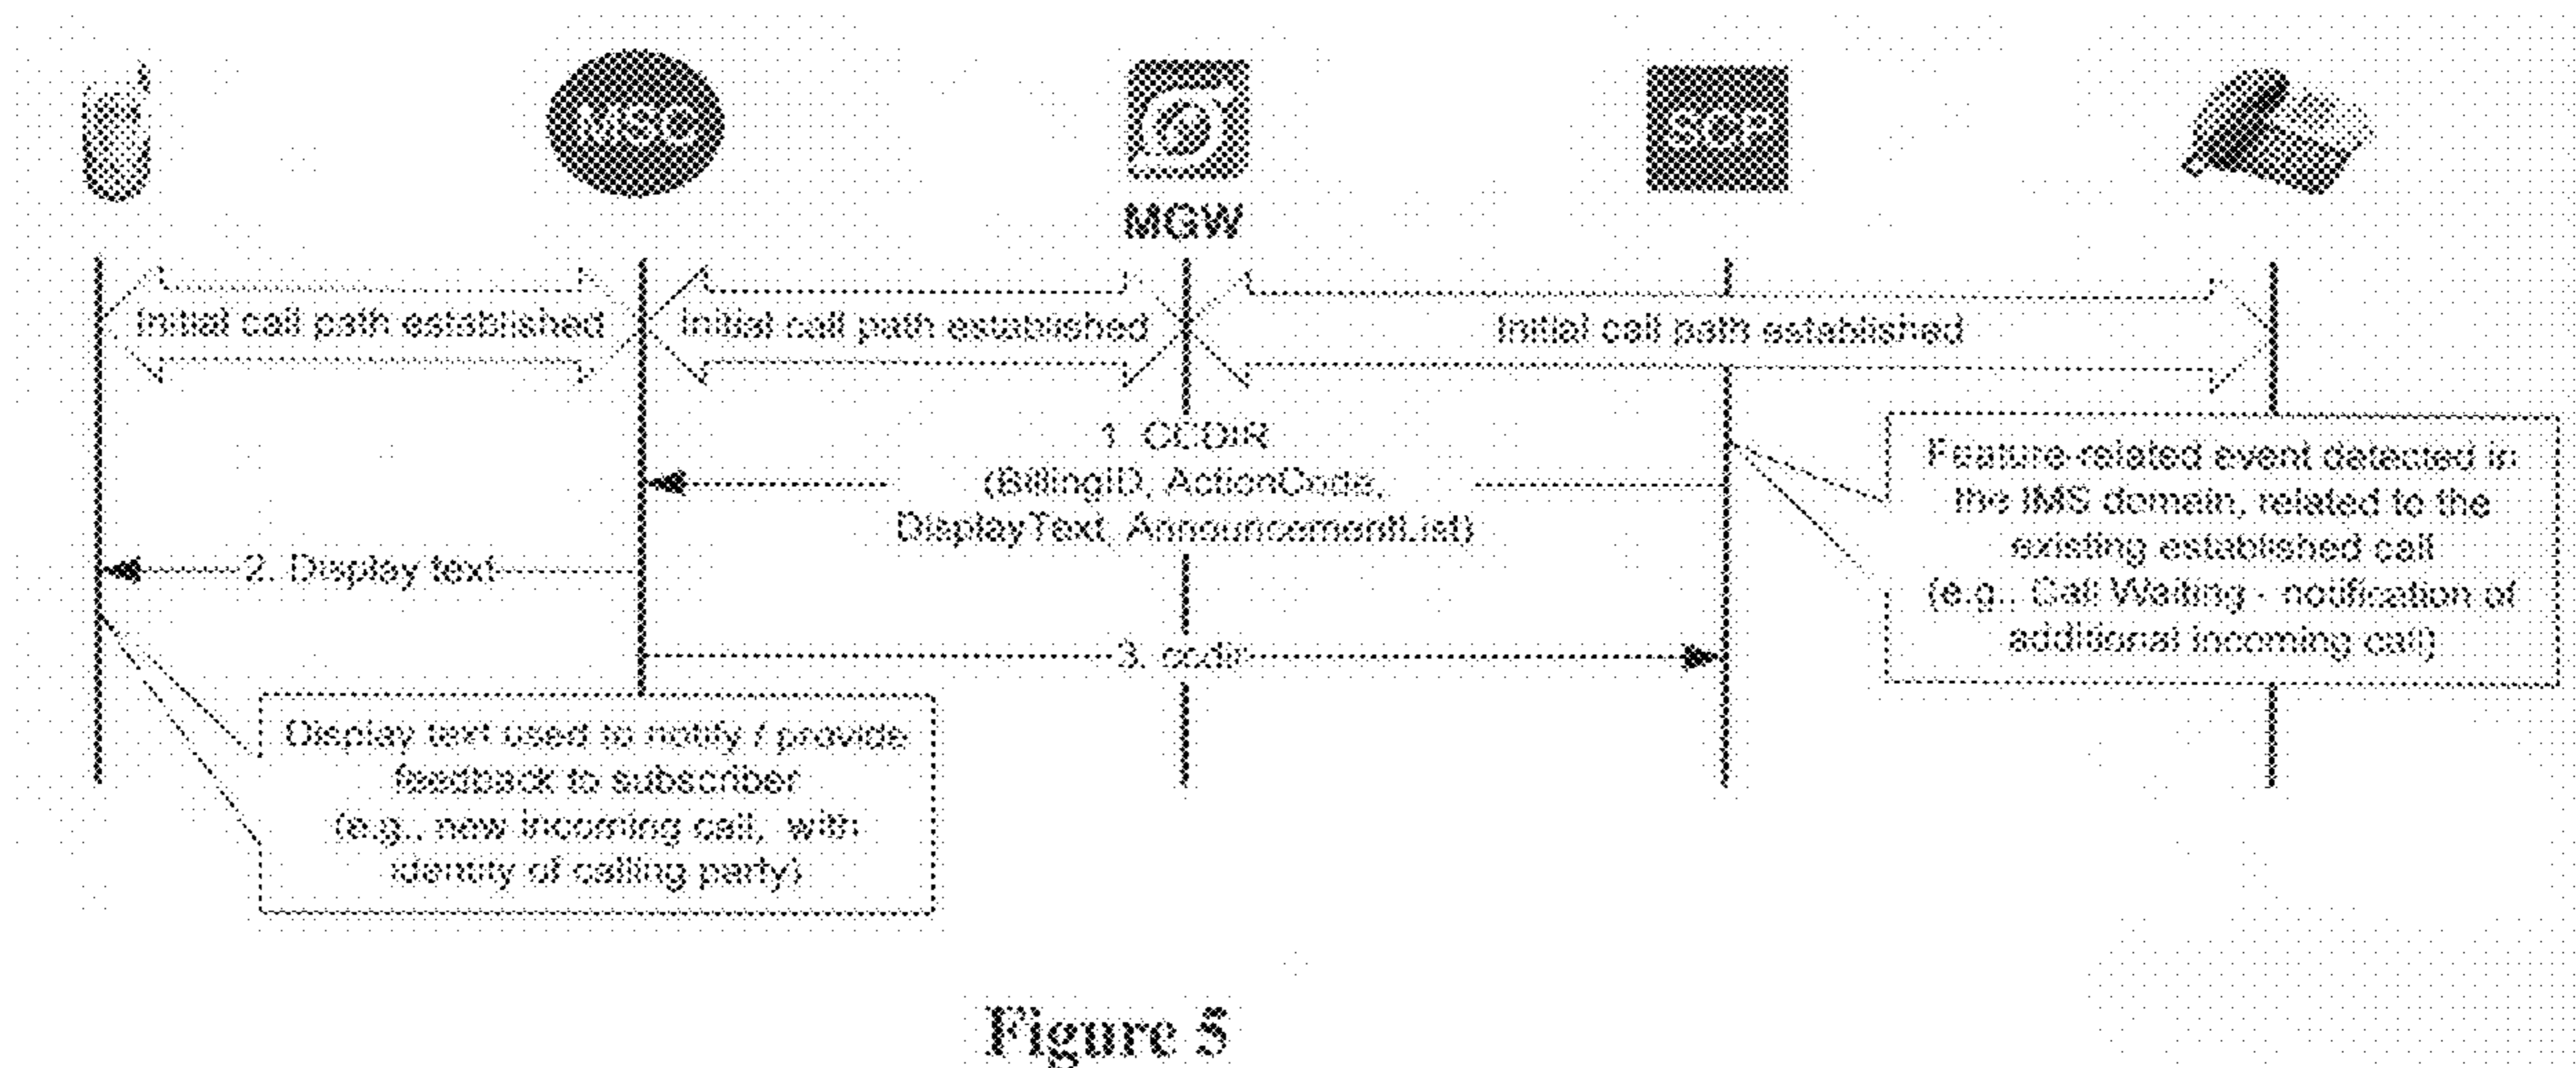 MSC
SCP
MGW
Initial call path established
Initial call path established
Initial call path established
1. CCDIR
(BillingID, ActionCode,
DisplayText, AnnouncementList)
Feature-related event detected in
the IMS domain, related to the
existing established call
(e.g., Call Waiting - notification of
additional incoming call)
2. Display text
3. ccdir
Display text used to notify / provide
feedback to subscriber
(e.g., new incoming call, with
identity of calling party)
Figure 5